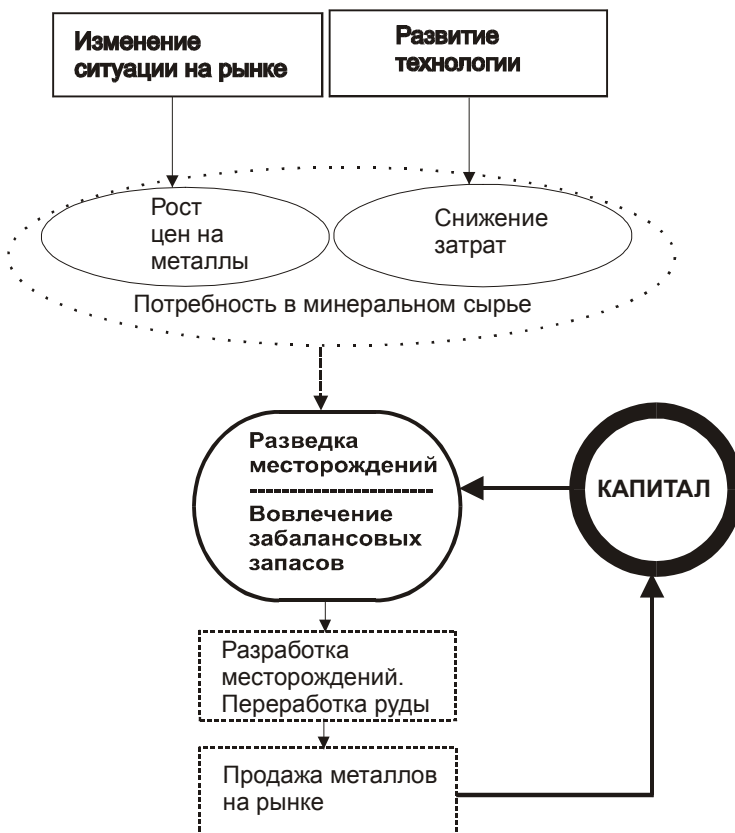 Изменение
ситуации на рынке
Развитие
технологии
Рост
цен на
металлы
Снижение
затрат
Потребность в минеральном сырье
Разведка
месторождений
Вовлечение
забалансовых
запасов
КАПИТАЛ
Разработка
месторождений.
Переработка руды
Продажа металлов
на рынке